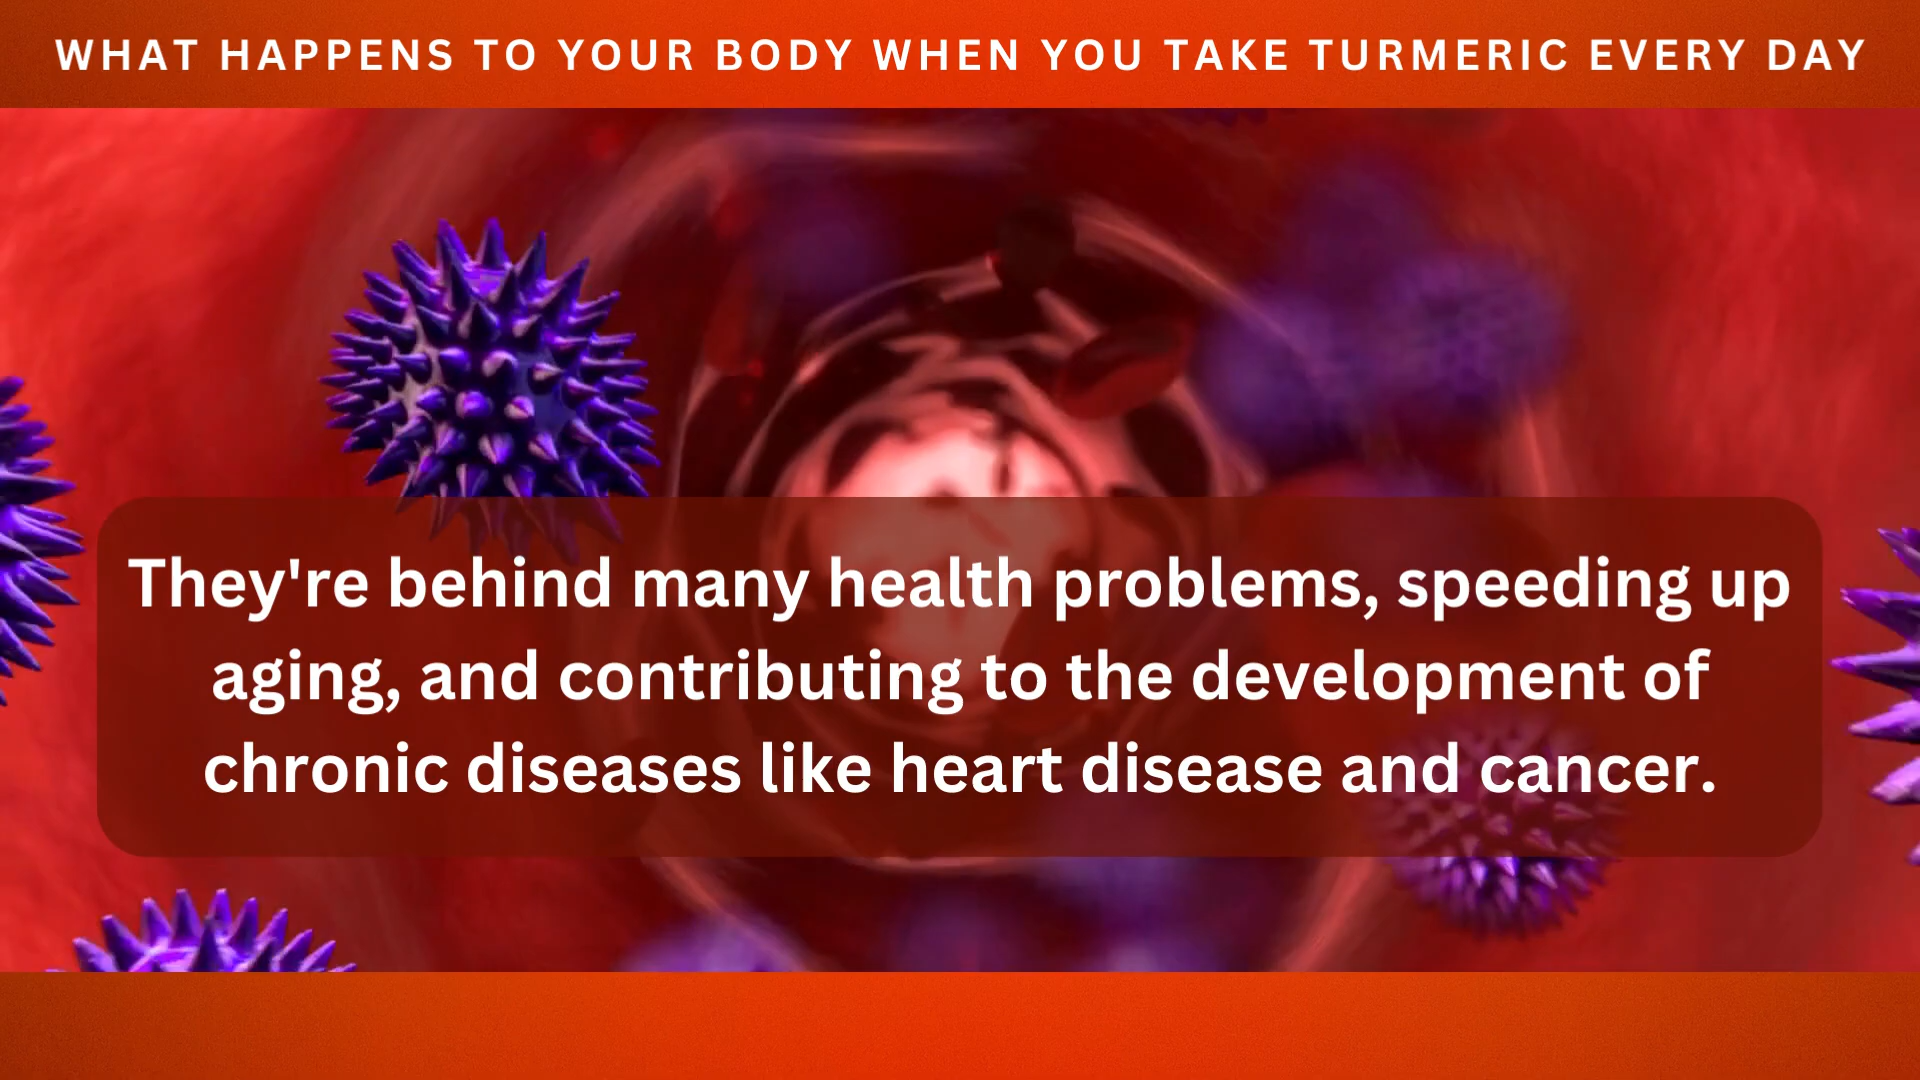 WHAT HAPPENS TO YOUR BODY WHEN YOU TAKE TURMERIC EVERY DAY
They're behind many health problems, speeding up
aging, and contributing to the development of
chronic diseases like heart disease and cancer.